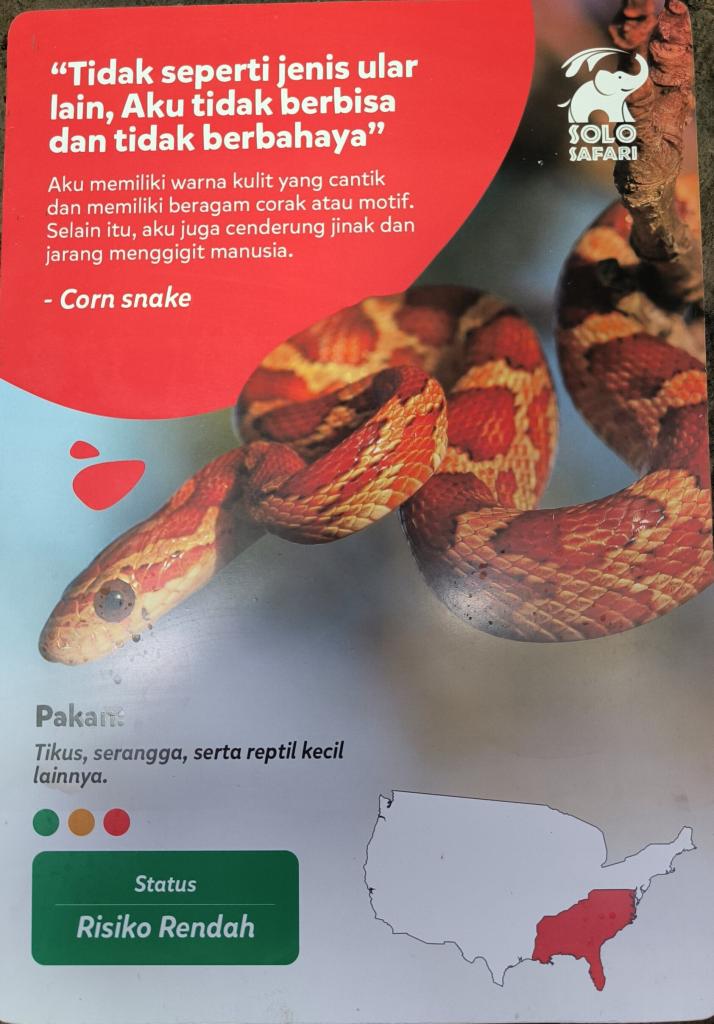 “Tidak seperti jenis ular
lain, Aku tidak berbisa
dan tidak berbahaya”
SOLO
SAFARI
Aku memiliki warna kulit yang cantik
dan memiliki beragam corak atau motif.
Selain itu, aku juga cenderung jinak dan
jarang menggigit manusia.
- Corn snake
Pakan:
Tikus, serangga, serta reptil kecil
lainnya.
Status
Risiko Rendah